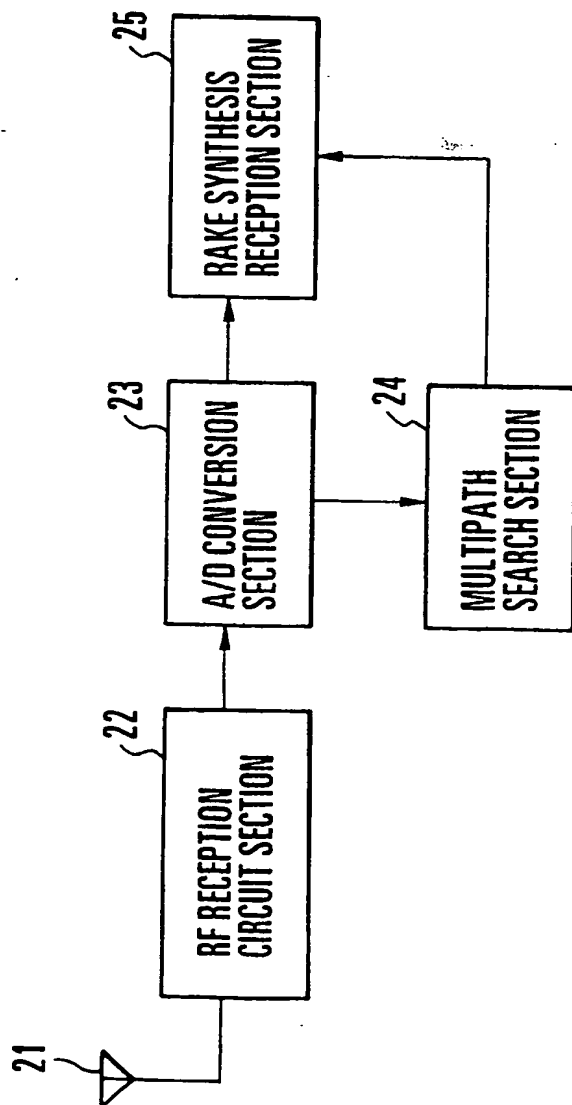 21
22
RF RECEPTION
CIRCUIT SECTION
23
A/D CONVERSION
SECTION
24
MULTIPATH
SEARCH SECTION
25
RAKE SYNTHESIS
RECEPTION SECTION